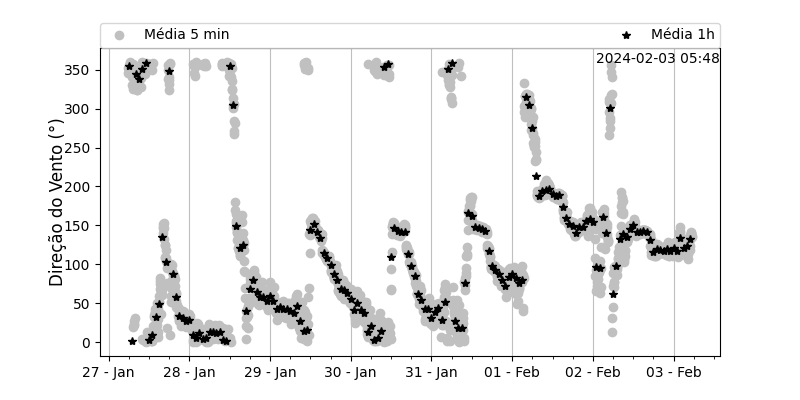 Média 5 min
Média 1h
2024-02-03 05:48
Direção do Vento (°)
350
300
250
200
150
100
50
0
27 - Jan
28 - Jan
29 - Jan
30 - Jan
31 - Jan
01 - Feb
02 - Feb
03 - Feb